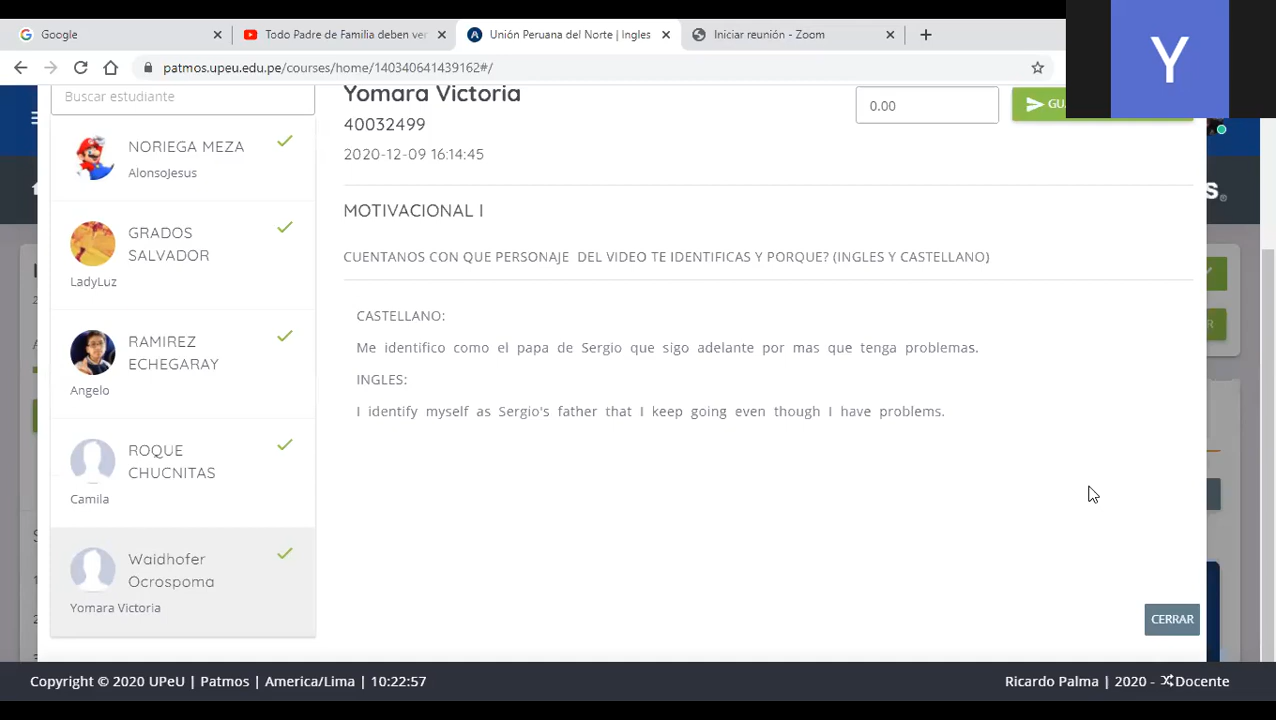 Google
Todo Padre de Familia deben ver
Unión Peruana del Norte | Ingles
Iniciar reunión - Zoom
patmos.upeu.edu.pe/courses/home/140340641439162#/
Y
Buscar estudiante
NORIEGA MEZA
AlonsoJesus
GRADOS
SALVADOR
LadyLuz
RAMIREZ
ECHEGARAY
Angelo
ROQUE
CHUCNITAS
Camila
Waidhofer
Ocrospoma
Yomara Victoria
Yomara Victoria
40032499
2020-12-09 16:14:45
0.00
GU
MOTIVACIONAL I
CUENTANOS CON QUE PERSONAJE DEL VIDEO TE IDENTIFICAS Y PORQUE? (INGLES Y CASTELLANO)
CASTELLANO:
Me identifico como el papa de Sergio que sigo adelante por mas que tenga problemas.
INGLES:
I identify myself as Sergio's father that I keep going even though I have problems.
CERRAR
Copyright © 2020 UPeU | Patmos | America/Lima | 10:22:57
Ricardo Palma | 2020 - Docente